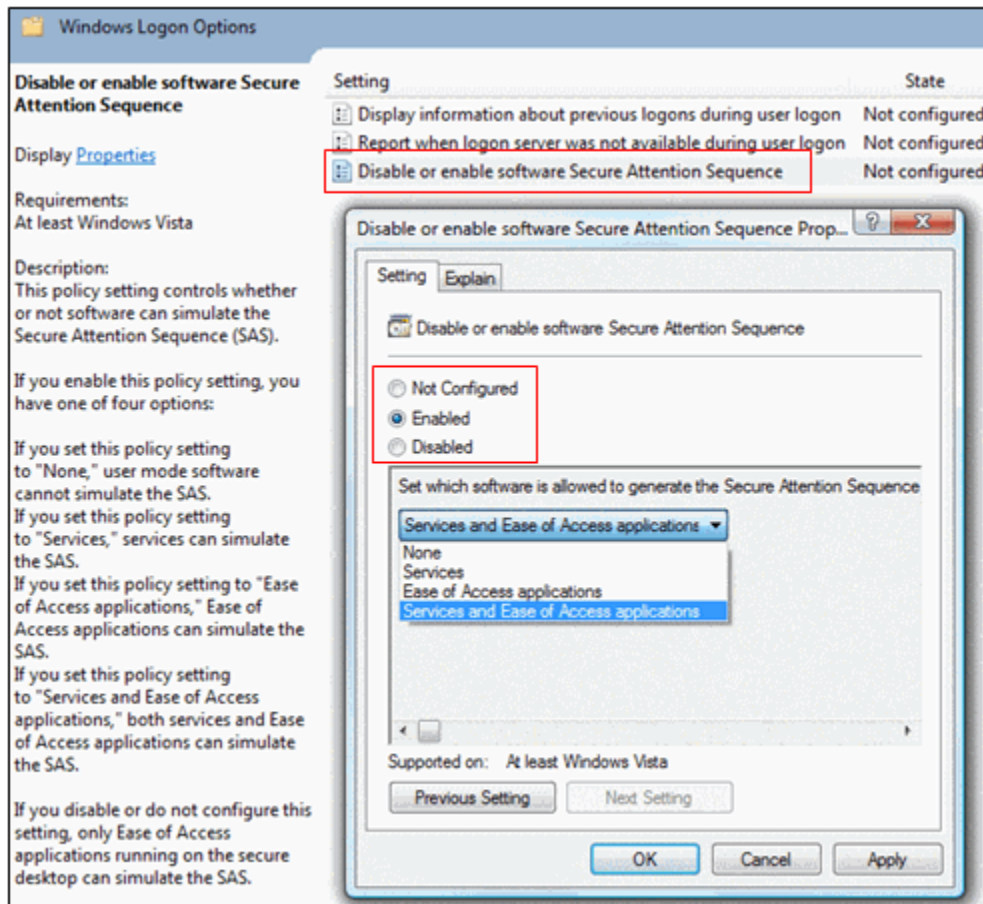 Windows Logon Options
Disable or enable software Secure
Attention Sequence
Display Properties
Requirements:
At least Windows Vista
Description:
This policy setting controls whether
or not software can simulate the
Secure Attention Sequence (SAS).
If you enable this policy setting, you
have one of four options:
If you set this policy setting
to "None," user mode software
cannot simulate the SAS.
If you set this policy setting
to "Services," services can simulate
the SAS.
If you set this policy setting to "Ease
of Access applications," Ease of
Access applications can simulate the
SAS.
If you set this policy setting
to "Services and Ease of Access
applications," both services and Ease
of Access applications can simulate
the SAS.
If you disable or do not configure this
setting, only Ease of Access
applications running on the secure
desktop can simulate the SAS.
Setting State
Display information about previous logons during user logon Not configured
Report when logon server was not available during user logon Not configured
Disable or enable software Secure Attention Sequence Not configured
Disable or enable software Secure Attention Sequence Prop...
Setting Explain
Disable or enable software Secure Attention Sequence
Not Configured
Enabled
Disabled
Set which software is allowed to generate the Secure Attention Sequence
Services and Ease of Access applications
None
Services
Ease of Access applications
Services and Ease of Access applications
Supported on: At least Windows Vista
Previous Setting Next Setting
OK Cancel Apply